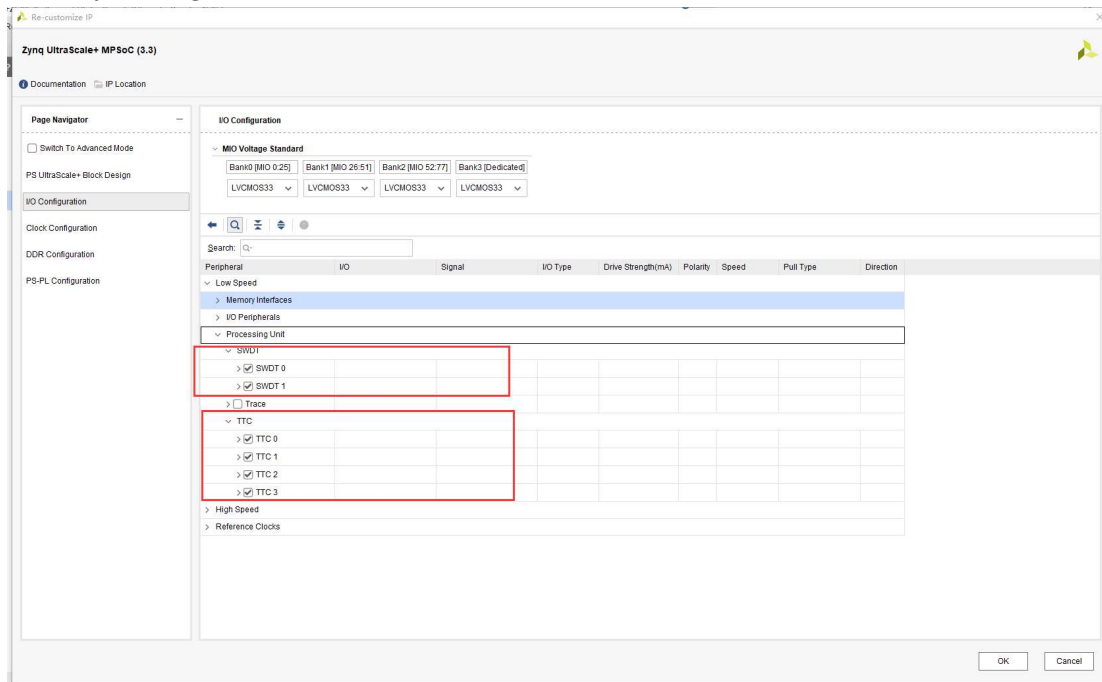 Re-customize IP
Zynq UltraScale+ MPSoC (3.3)
Documentation IP Location
Page Navigator
Switch To Advanced Mode
PS UltraScale+ Block Design
I/O Configuration
Clock Configuration
DDR Configuration
PS-PL Configuration
I/O Configuration
MIO Voltage Standard
Bank0 [MIO 0:25] Bank1 [MIO 26:51] Bank2 [MIO 52:77] Bank3 [Dedicated]
LVCMOS33 LVCMOS33 LVCMOS33 LVCMOS33
Search:
Peripheral I/O Signal I/O Type Drive Strength(mA) Polarity Speed Pull Type Direction
Low Speed
Memory Interfaces
I/O Peripherals
Processing Unit
SWDT
SWDT 0
SWDT 1
Trace
TTC
TTC 0
TTC 1
TTC 2
TTC 3
High Speed
Reference Clocks
OK Cancel